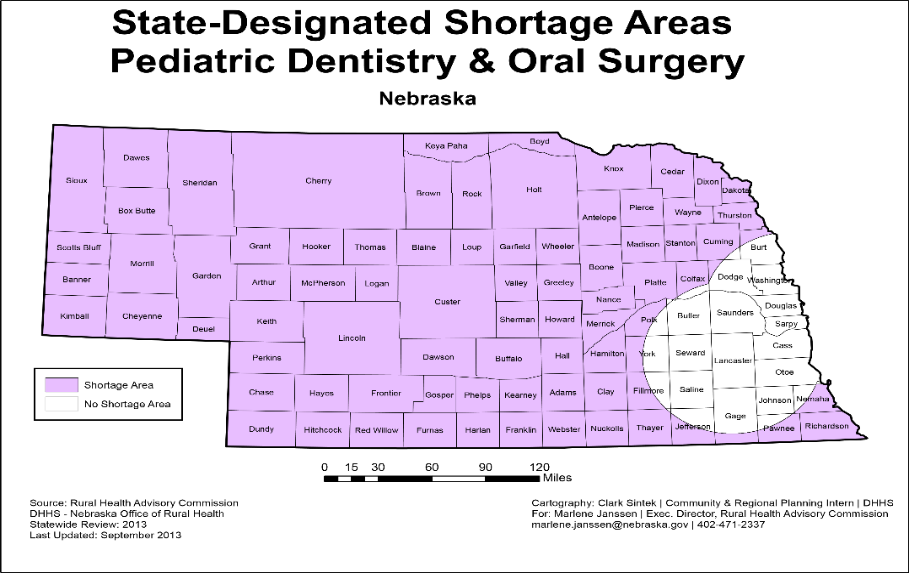 State-Designated Shortage Areas
Pediatric Dentistry & Oral Surgery
Nebraska
Keya Paha
Boyd
Dawes
Sioux
Sheridan
Cherry
Brown
Rock
Holt
Knox
Cedar
Dixon
Dakota
Box Butte
Antelope
Pierce
Wayne
Thurston
Scotts Bluff
Grant
Hooker
Thomas
Blaine
Loup
Garfield
Wheeler
Madison
Stanton
Cuming
Burt
Banner
Morrill
Garden
Arthur
McPherson
Logan
Custer
Valley
Greeley
Boone
Platte
Colfax
Dodge
Washington
Nance
Kimball
Cheyenne
Deuel
Keith
Lincoln
Sherman
Howard
Merrick
Polk
Butler
Saunders
Douglas
Sarpy
Perkins
Dawson
Buffalo
Hall
Hamilton
York
Seward
Lancaster
Cass
Otoe
Chase
Hayes
Frontier
Gosper
Phelps
Kearney
Adams
Clay
Fillmore
Saline
Gage
Johnson
Nemaha
Dundy
Hitchcock
Red Willow
Furnas
Harlan
Franklin
Webster
Nuckolls
Thayer
Jefferson
Pawnee
Richardson
Shortage Area
No Shortage Area
0 15 30 60 90 120
Miles
Source: Rural Health Advisory Commission
DHHS - Nebraska Office of Rural Health
Statewide Review: 2013
Last Updated: September 2013
Cartography: Clark Sintek | Community & Regional Planning Intern | DHHS
For: Marlene Janssen | Exec. Director, Rural Health Advisory Commission
marlene.janssen@nebraska.gov | 402-471-2337